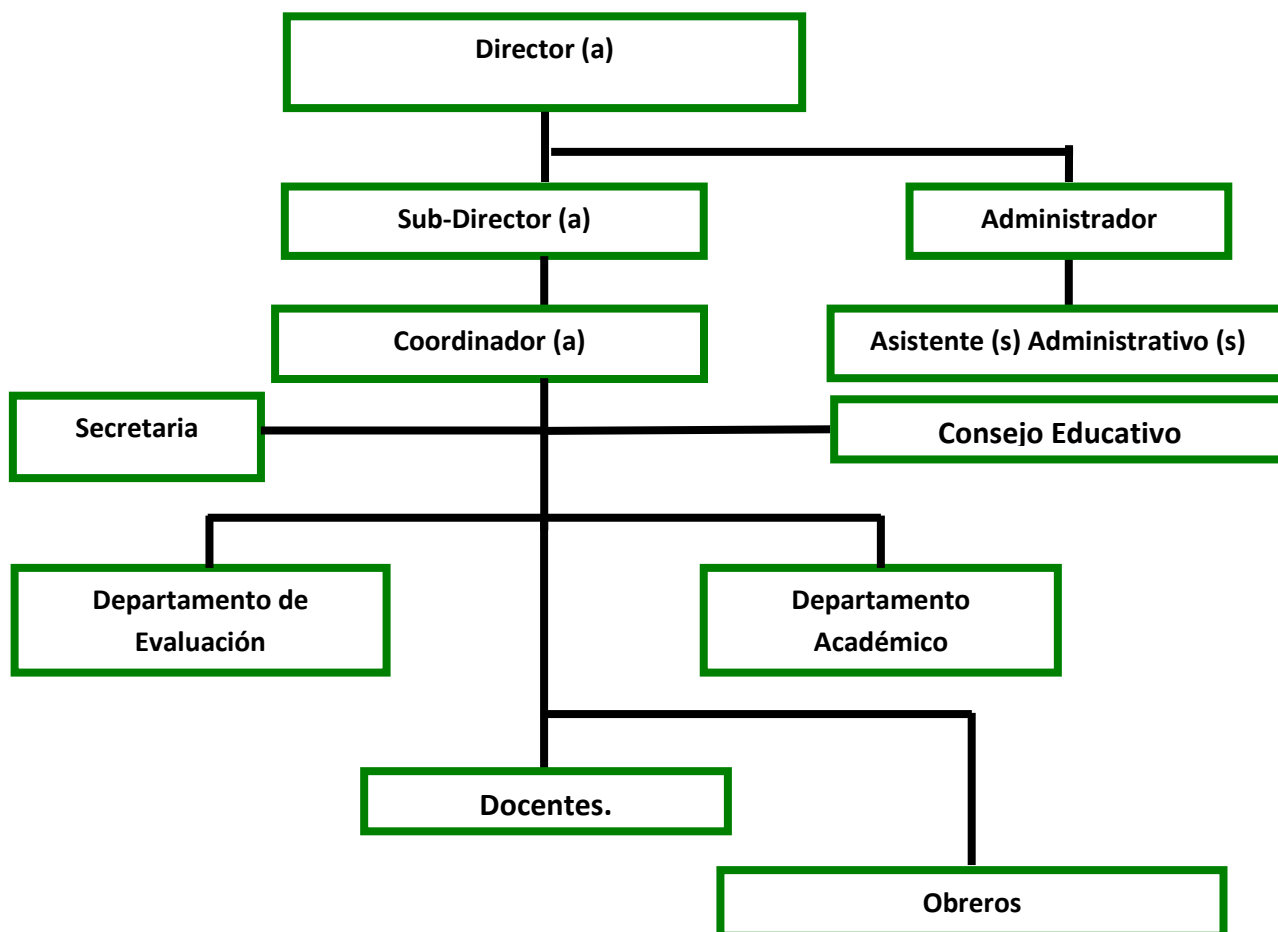 Director (a)
Sub-Director (a)
Administrador
Coordinador (a)
Asistente (s) Administrativo (s)
Secretaria
Consejo Educativo
Departamento de
Evaluación
Departamento
Académico
Docentes.
Obreros